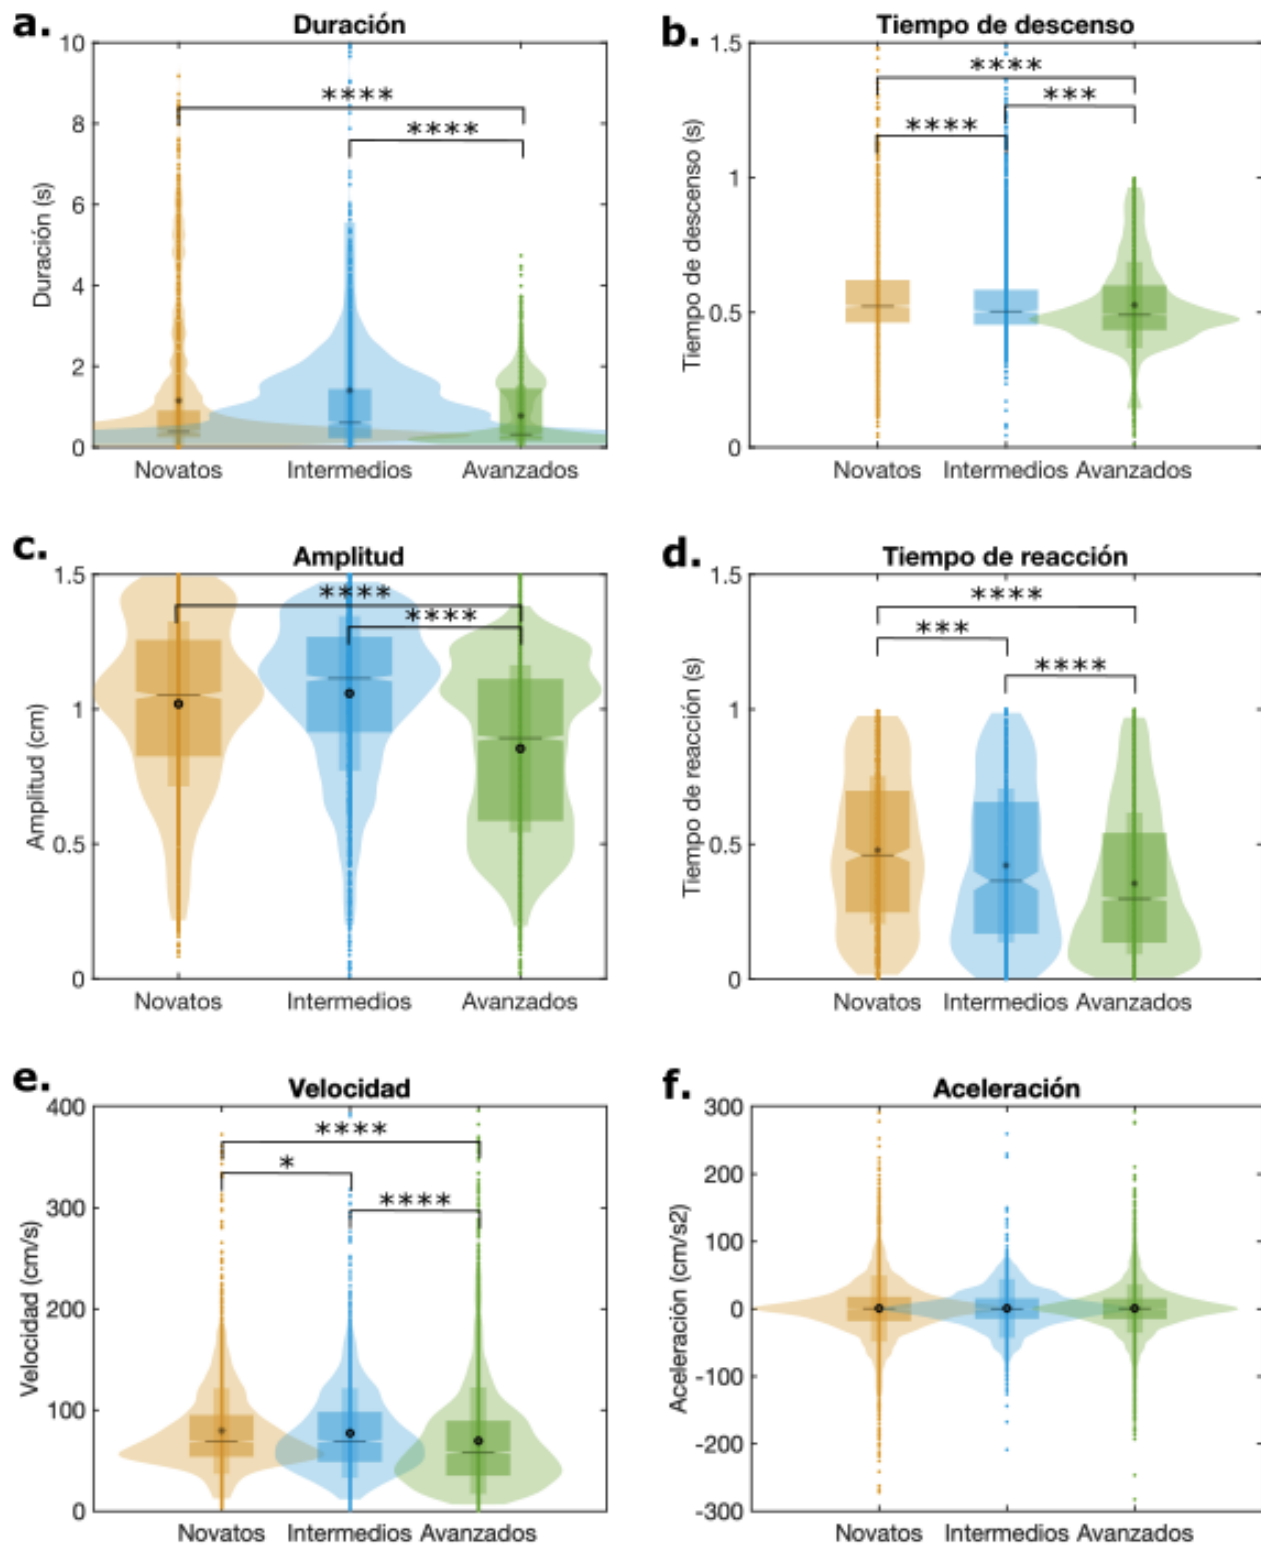 a.
Duración
10
8
6
4
2
0
Duración (s)
****
****
Novatos Intermedios Avanzados
b.
Tiempo de descenso
1.5
1
0.5
0
Tiempo de descenso (s)
****
***
****
Novatos Intermedios Avanzados
c.
Amplitud
1.5
1
0.5
0
Amplitud (cm)
****
****
Novatos Intermedios Avanzados
d.
Tiempo de reacción
1.5
1
0.5
0
Tiempo de reacción (s)
****
***
****
Novatos Intermedios Avanzados
e.
Velocidad
400
300
200
100
0
Velocidad (cm/s)
****
*
****
Novatos Intermedios Avanzados
f.
Aceleración
300
200
100
0
-100
-200
-300
Aceleración (cm/s2)
Novatos Intermedios Avanzados